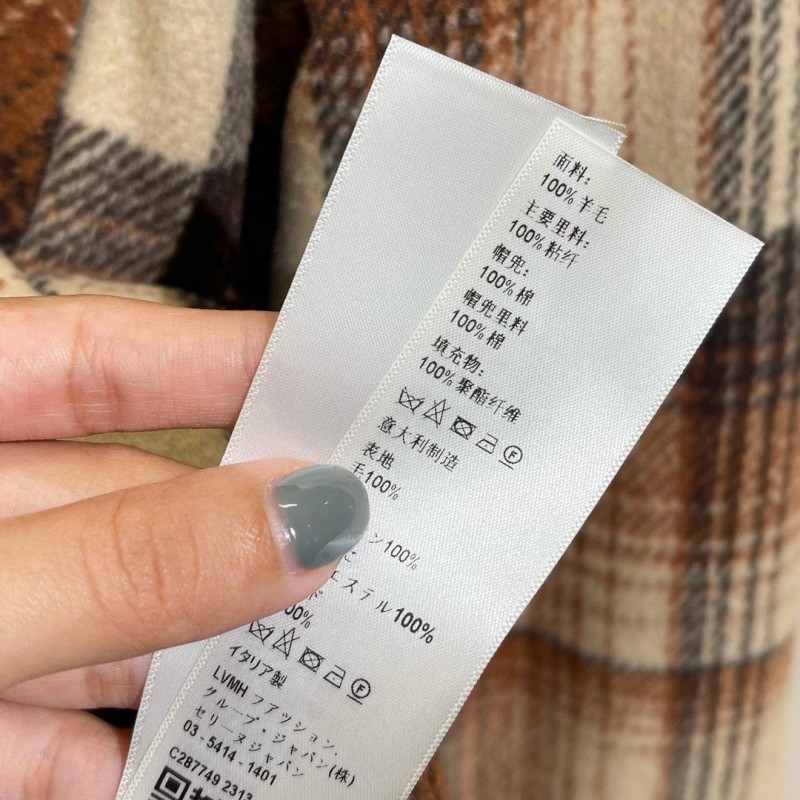 面料:
100% 羊毛
主要里料:
100% 粘纤
帽兜:
100% 棉
帽兜里料
100% 棉
填充物:
100% 聚酯纤维
F
意大利制造
表地
毛100%
ン100%
に
エステル100%
ド
00%
F
イタリア製
LVMH ファッション.
グループ・ジャパン(株)
セリーヌジャパン
03 - 5414 - 1401
C287749 2313